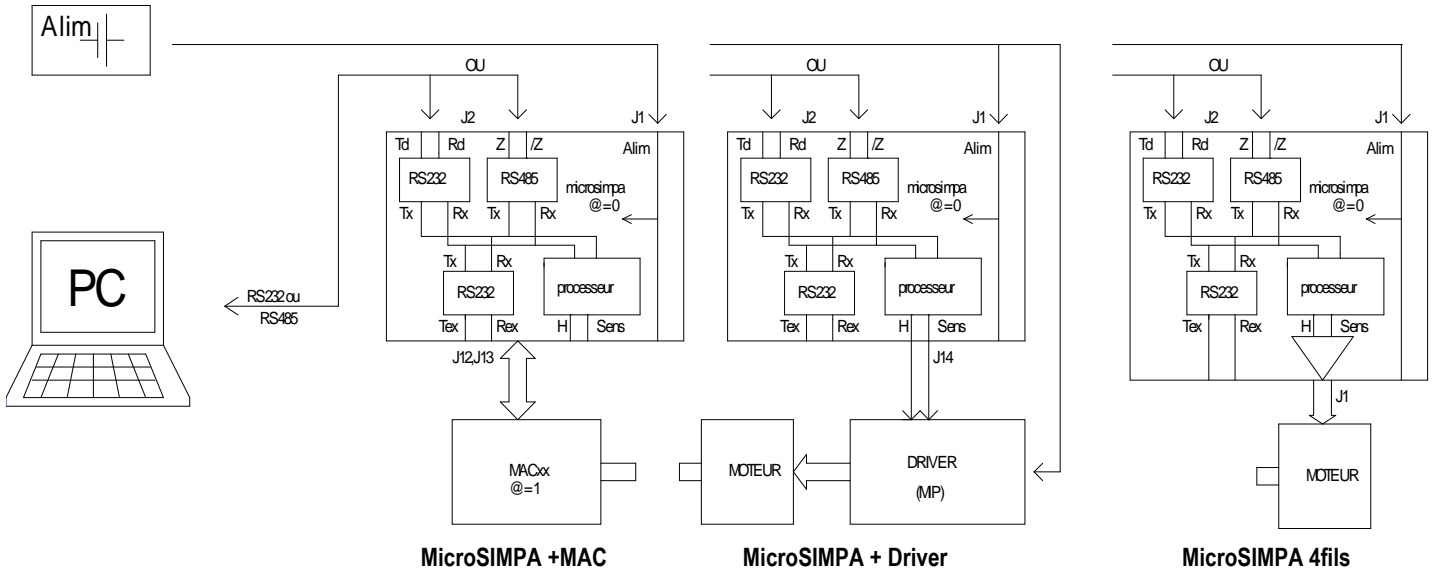 Alim
PC
RS232 ou
RS485
OU
J2
J1
Td Rd Z /Z
Alim
RS232 RS485
microsimpa
@=0
Tx Rx Tx Rx
Tx Rx
RS232 processeur
Tex Rex H Sens
J12,J13
MACxx
@=1
MicroSIMPA +MAC
OU
J2
J1
Td Rd Z /Z
Alim
RS232 RS485
microsimpa
@=0
Tx Rx Tx Rx
Tx Rx
RS232 processeur
Tex Rex H Sens
J14
MOTEUR
DRIVER
(MIP)
MicroSIMPA + Driver
OU
J2
J1
Td Rd Z /Z
Alim
RS232 RS485
microsimpa
@=0
Tx Rx Tx Rx
Tx Rx
RS232 processeur
Tex Rex H Sens
J1
MOTEUR
MicroSIMPA 4fils